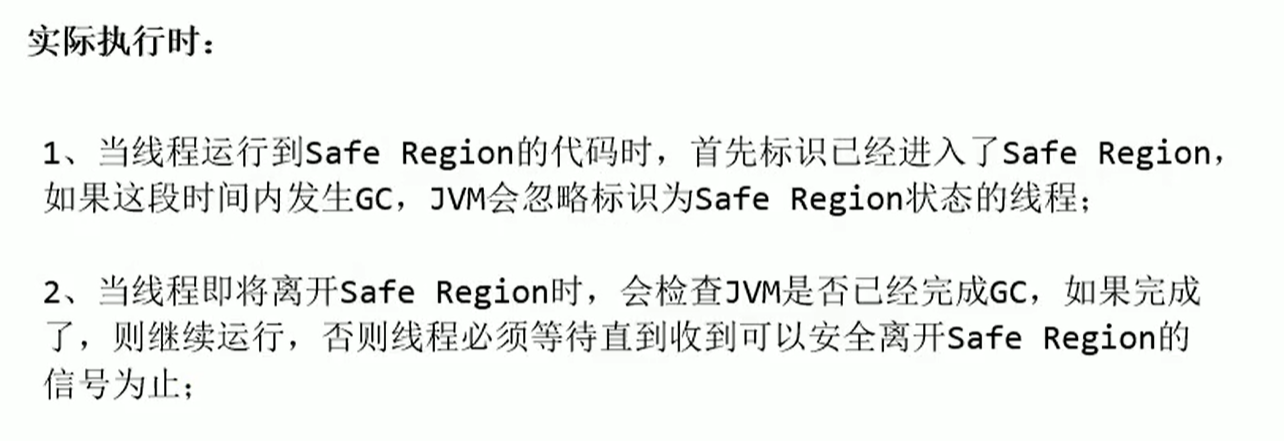 实际执行时：
1、当线程运行到Safe Region的代码时，首先标识已经进入了Safe Region，
如果这段时间内发生GC，JVM会忽略标识为Safe Region状态的线程；
2、当线程即将离开Safe Region时，会检查JVM是否已经完成GC，如果完成
了，则继续运行，否则线程必须等待直到收到可以安全离开Safe Region的
信号为止；